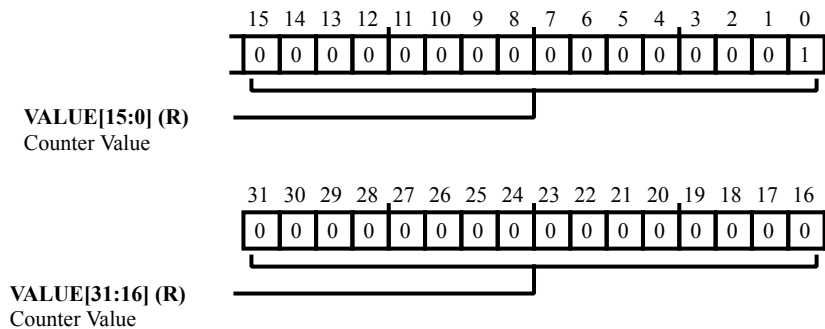 15 14 13 12 11 10 9 8 7 6 5 4 3 2 1 0
0 0 0 0 0 0 0 0 0 0 0 0 0 0 0 1
VALUE[15:0] (R)
Counter Value
31 30 29 28 27 26 25 24 23 22 21 20 19 18 17 16
0 0 0 0 0 0 0 0 0 0 0 0 0 0 0 0
VALUE[31:16] (R)
Counter Value